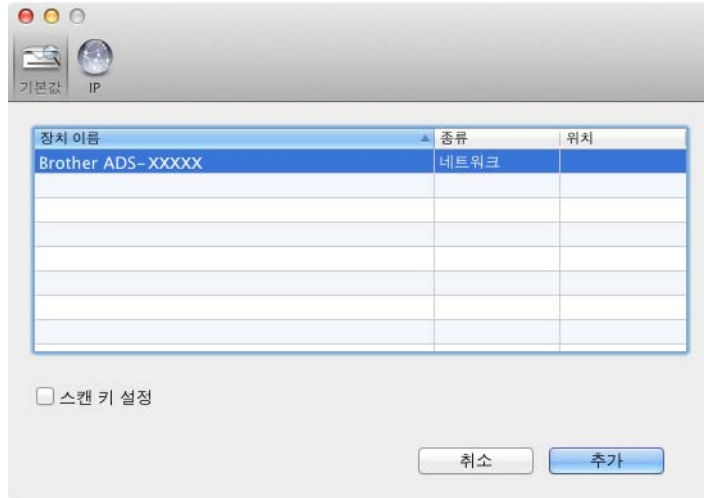 기본값 IP
장치 이름 종류 위치
Brother ADS-XXXXX 네트워크
스캔 키 설정
취소 추가